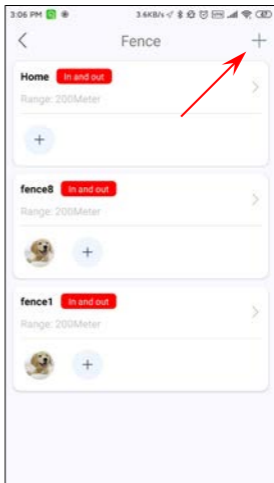 3:06 PM 3.6KB/s
Fence
Home In and out
Range: 200Meter
fence8 In and out
Range: 200Meter
fence1 In and out
Range: 200Meter